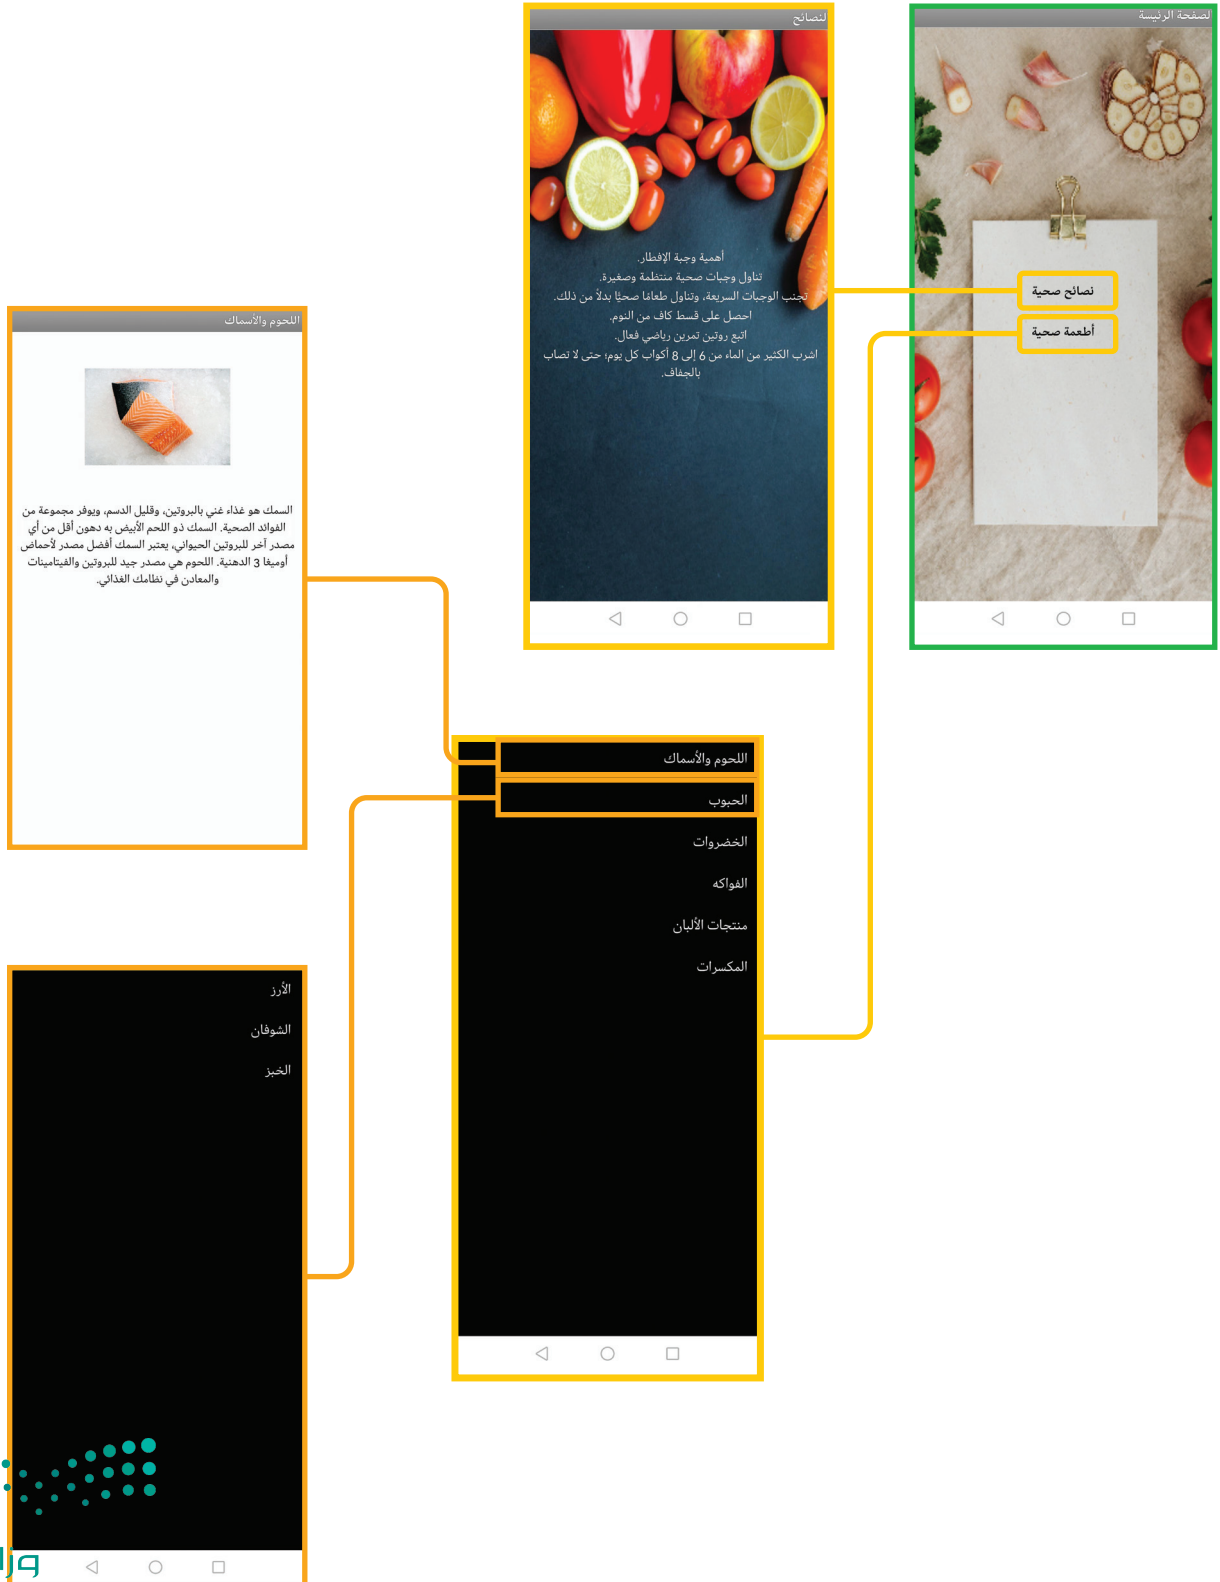 لصفحة الرئيسة
نصائح صحية
أطعمة صحية
لنصائح
أهمية وجبة الإفطار.
تناول وجبات صحية منتظمة وصغيرة.
تجنب الوجبات السريعة، وتناول طعامًا صحيًّا بدلاً من ذلك.
احصل على قسط كاف من النوم.
اتبع روتين تمرين رياضي فعال.
اشرب الكثير من الماء من 6 إلى 8 أكواب كل يوم؛ حتى لا تصاب
بالجفاف.
اللحوم والأسماك
الحبوب
الخضروات
الفواكه
منتجات الألبان
المكسرات
اللحوم والأسماك
السمك هو غذاء غني بالبروتين، وقليل الدسم، ويوفر مجموعة من
الفوائد الصحية. السمك ذو اللحم الأبيض به دهون أقل من أي
مصدر آخر للبروتين الحيواني، يعتبر السمك أفضل مصدر لأحماض
أوميغا 3 الدهنية. اللحوم هي مصدر جيد للبروتين والفيتامينات
والمعادن في نظامك الغذائي.
الأرز
الشوفان
الخبز